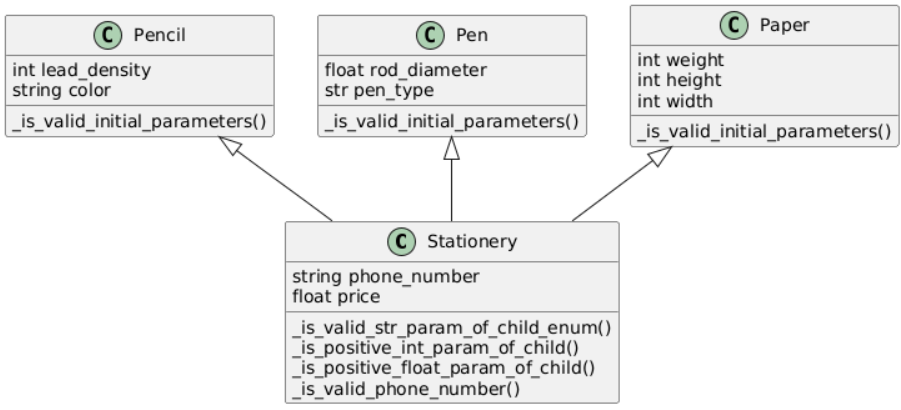 C Pencil
int lead_density
string color
_is_valid_initial_parameters()
C Pen
float rod_diameter
str pen_type
_is_valid_initial_parameters()
C Paper
int weight
int height
int width
_is_valid_initial_parameters()
C Stationery
string phone_number
float price
_is_valid_str_param_of_child_enum()
_is_positive_int_param_of_child()
_is_positive_float_param_of_child()
_is_valid_phone_number()